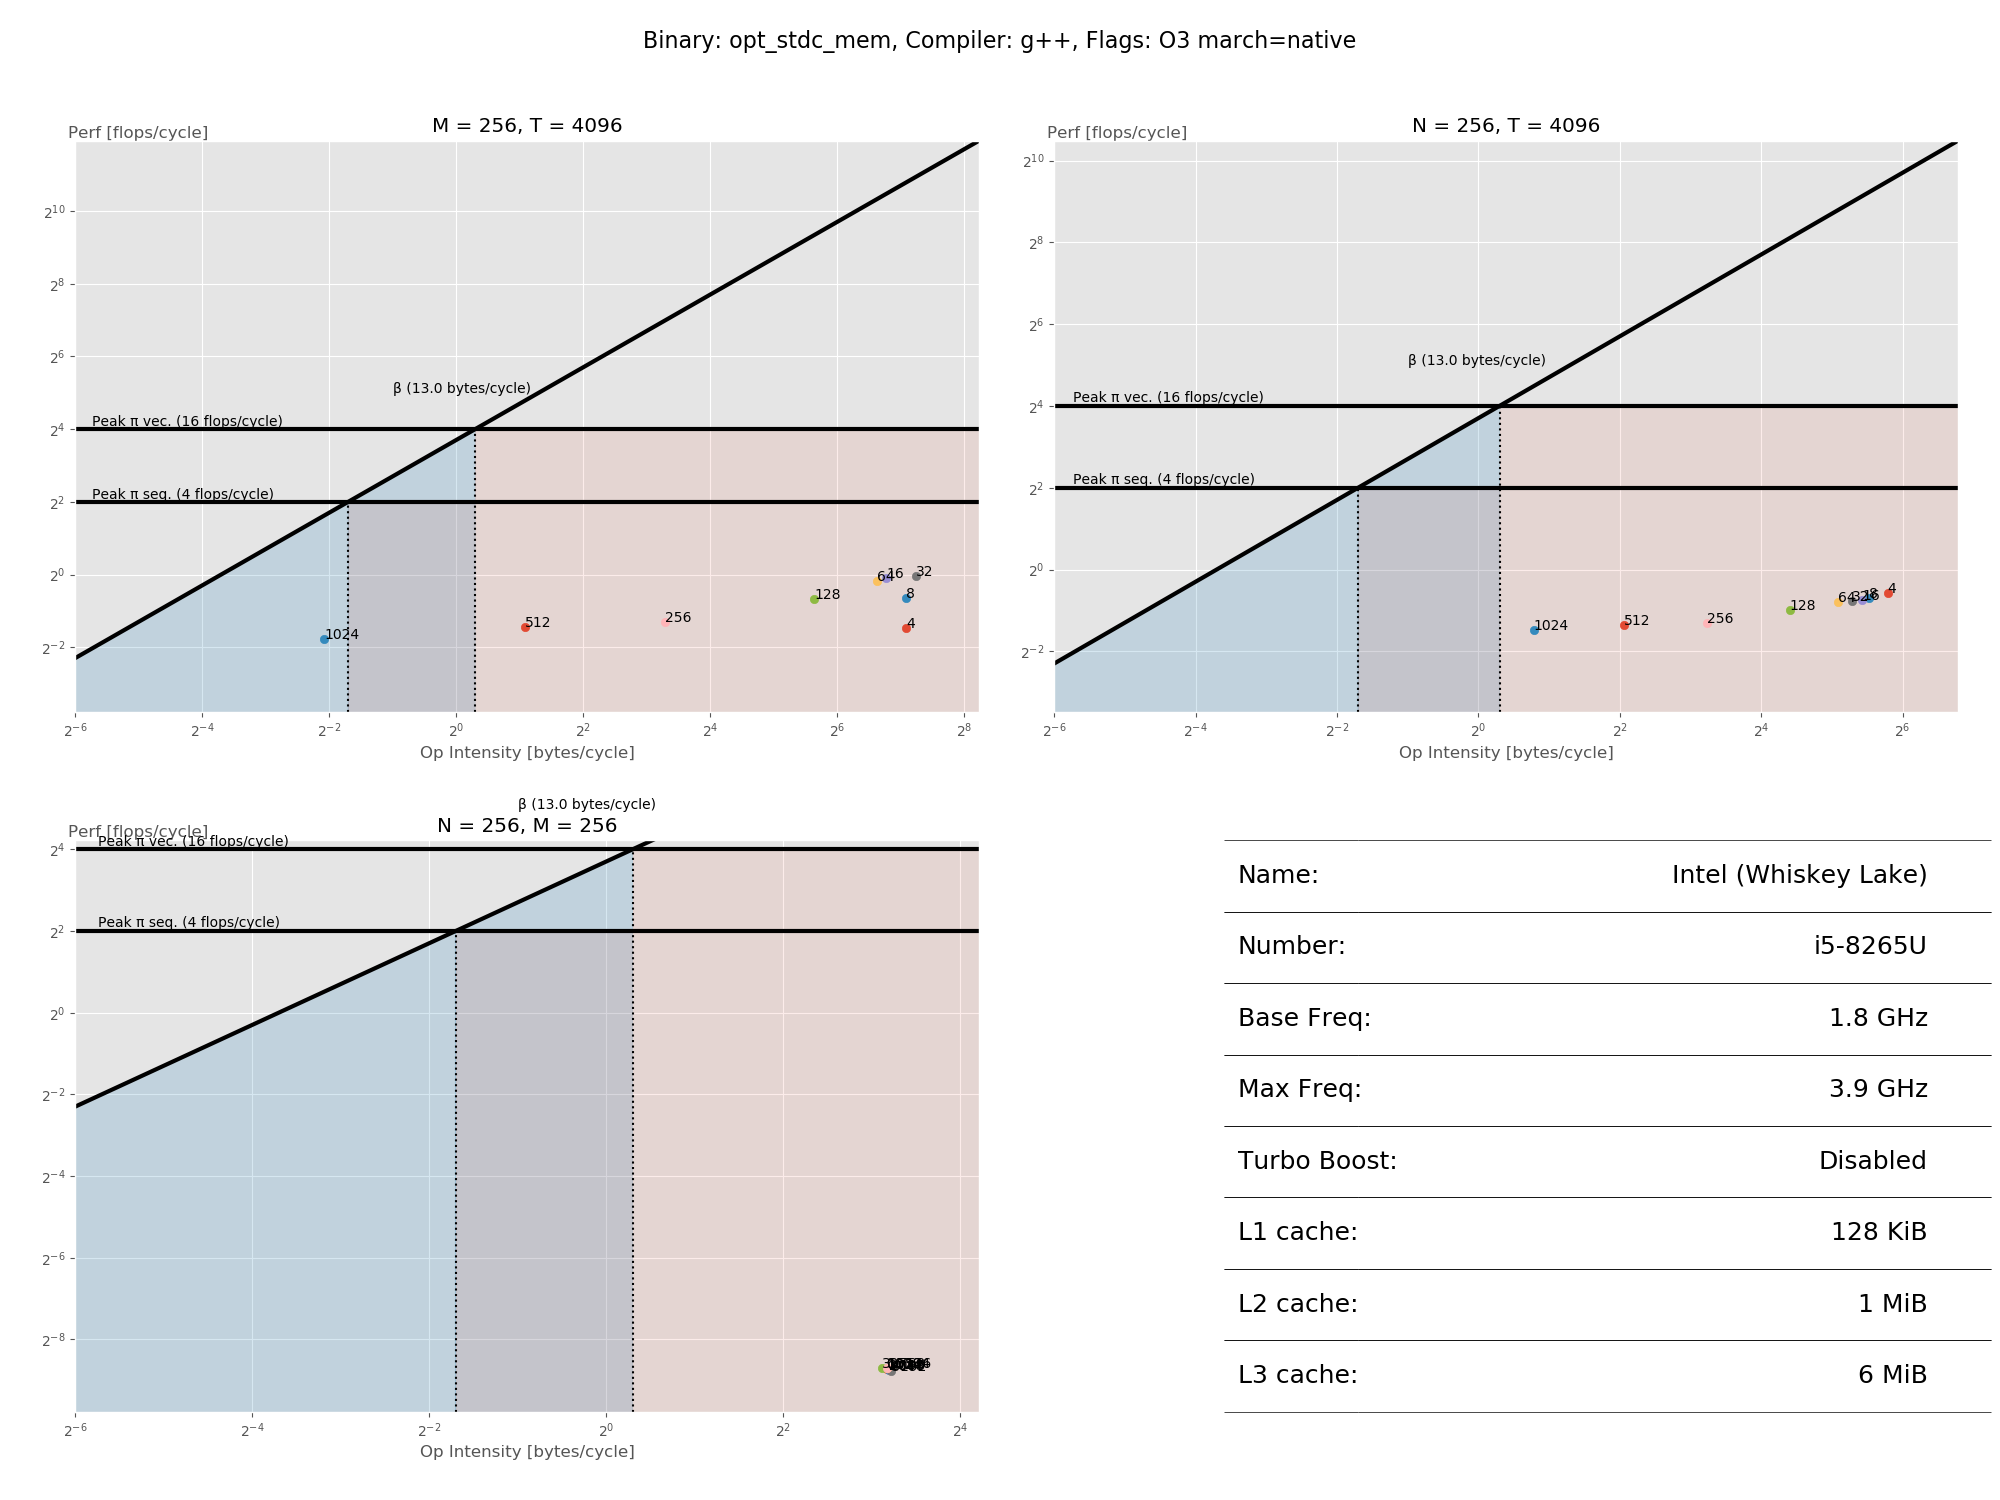 Binary: opt_stdc_mem, Compiler: g++, Flags: O3 march=native
M = 256, T = 4096
Perf [flops/cycle]
2^10
2^8
2^6
2^4
2^2
2^0
2^-2
β (13.0 bytes/cycle)
Peak π vec. (16 flops/cycle)
Peak π seq. (4 flops/cycle)
1024
512
256
128
64
16
32
8
4
2^-6
2^-4
2^-2
2^0
2^2
2^4
2^6
2^8
Op Intensity [bytes/cycle]
N = 256, T = 4096
Perf [flops/cycle]
2^10
2^8
2^6
2^4
2^2
2^0
2^-2
β (13.0 bytes/cycle)
Peak π vec. (16 flops/cycle)
Peak π seq. (4 flops/cycle)
1024
512
256
128
64
32
16
8
4
2^-6
2^-4
2^-2
2^0
2^2
2^4
2^6
Op Intensity [bytes/cycle]
β (13.0 bytes/cycle)
N = 256, M = 256
Perf [flops/cycle]
Peak π vec. (16 flops/cycle)
Peak π seq. (4 flops/cycle)
2^4
2^2
2^0
2^-2
2^-4
2^-6
2^-8
2^-6
2^-4
2^-2
2^0
2^2
2^4
Op Intensity [bytes/cycle]
Name: Intel (Whiskey Lake)
Number: i5-8265U
Base Freq: 1.8 GHz
Max Freq: 3.9 GHz
Turbo Boost: Disabled
L1 cache: 128 KiB
L2 cache: 1 MiB
L3 cache: 6 MiB